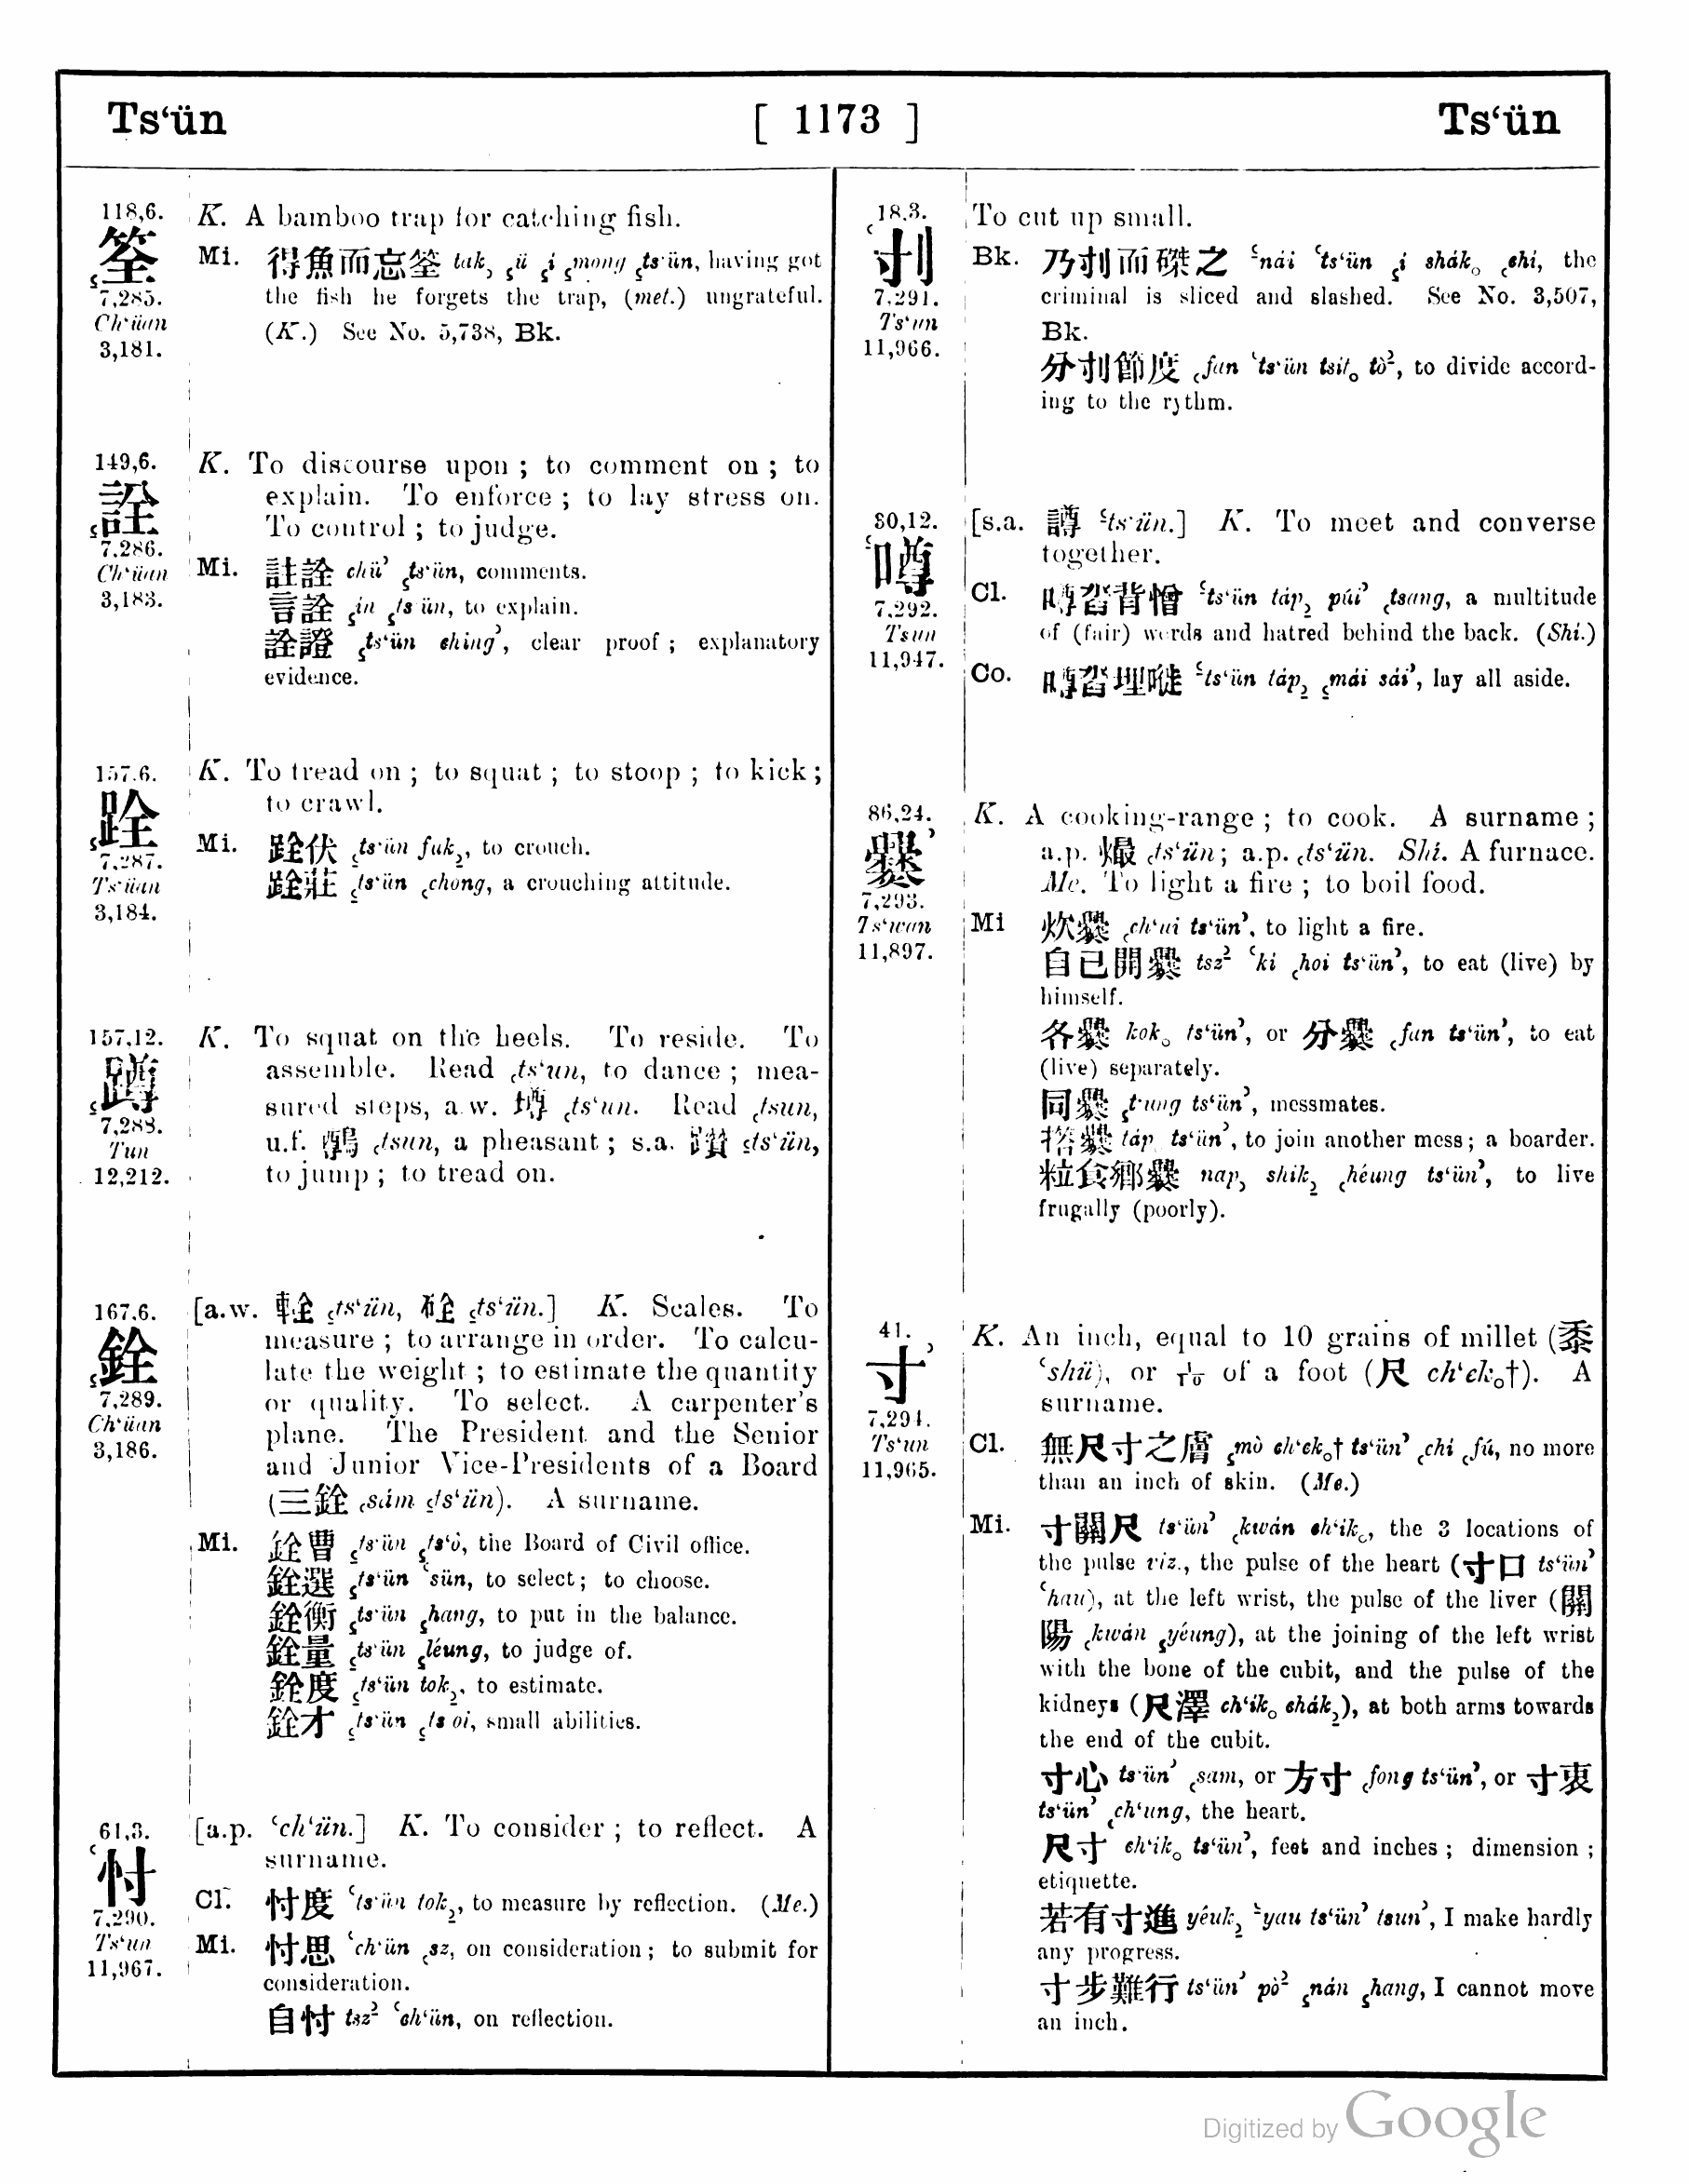 Ts‘ün [ 1173 ] Ts‘ün
118,6.
筌
7,285.
Ch‘üan
3,181.
K. A bamboo trap for catching fish.
Mi. 得魚而忘筌 tak, ü i mong ts‘ün, having got
the fish he forgets the trap, (met.) ungrateful.
(K.) See No. 5,738, Bk.
149,6.
詮
7,286.
Ch‘üan
3,183.
K. To discourse upon ; to comment on ; to
explain. To enforce ; to lay stress on.
To control ; to judge.
Mi. 註詮 chü’ ts‘ün, comments.
言詮 in ts‘ün, to explain.
詮證 ts‘ün ching’, clear proof ; explanatory
evidence.
157,6.
跧
7,287.
Ts‘üan
3,184.
K. To tread on ; to squat ; to stoop ; to kick ;
to crawl.
Mi. 跧伏 ts‘ün fuk, to crouch.
跧莊 ts‘ün chong, a crouching attitude.
157,12.
蹲
7,288.
Tun
12,212.
K. To squat on the heels. To reside. To
assemble. Read ts‘un, to dance ; mea-
sured steps, a.w. 墫 ts‘un. Read tsun,
u.f. tsun, a pheasant ; s.a. ts‘ün,
to jump ; to tread on.
167,6.
銓
7,289.
Ch‘üan
3,186.
[a.w. 輇 ts‘ün, 硂 ts‘ün.] K. Scales. To
measure ; to arrange in order. To calcu-
late the weight ; to estimate the quantity
or quality. To select. A carpenter's
plane. The President and the Senior
and Junior Vice-Presidents of a Board
(三銓 sám ts‘ün). A surname.
Mi. 銓曹 ts‘ün ts‘ò, the Board of Civil office.
銓選 ts‘ün ‘sün, to select ; to choose.
銓衡 ts‘ün hang, to put in the balance.
銓量 ts‘ün léung, to judge of.
銓度 ts‘ün tok, to estimate.
銓才 ts‘ün ts‘oi, small abilities.
61,3.
忖
7,290.
Ts‘un
11,967.
[a.p. ‘ch‘ün.] K. To consider ; to reflect. A
surname.
Cl. 忖度 ‘ts‘ün tok, to measure by reflection. (Me.)
Mi. 忖思 ‘ch‘ün sz, on consideration ; to submit for
consideration.
自忖 tsz² ‘ch‘ün, on reflection.
18,3.
刌
7,291.
Ts‘un
11,966.
To cut up small.
Bk. 乃刌而磔之 ‘nái ‘ts‘ün i shák chi, the
criminal is sliced and slashed. See No. 3,507,
Bk.
分刌節度 fan ‘ts‘ün tsit tò², to divide accord-
ing to the rythm.
30,12.
噂
7,292.
Tsun
11,947.
[s.a. 譐 ‘ts‘ün.] K. To meet and converse
together.
Cl. 噂沓背憎 ‘ts‘ün táp púi’ tsang, a multitude
of (fair) words and hatred behind the back. (Shí.)
Co. 噂沓埋嘥 ‘ts‘ün táp mái sái’, lay all aside.
86,24.
爨
7,293.
Ts‘wan
11,897.
K. A cooking-range ; to cook. A surname ;
a.p. ts‘ün ; a.p. ts‘ün. Shí. A furnace.
Me. To light a fire ; to boil food.
Mi 炊爨 ch‘ui ts‘ün’, to light a fire.
自己開爨 tsz² ‘ki hoi ts‘ün’, to eat (live) by
himself.
各爨 kok ts‘ün’, or 分爨 fan ts‘ün’, to eat
(live) separately.
同爨 t‘ung ts‘ün’, messmates.
搭爨 táp ts‘ün’, to join another mess ; a boarder.
粒食鄉爨 nap shik héung ts‘ün’, to live
frugally (poorly).
41.
寸
7,294.
Ts‘un
11,965.
K. An inch, equal to 10 grains of millet (黍
‘shü), or 1/10 of a foot (尺 ch‘ek†). A
surname.
Cl. 無尺寸之膚 mò ch‘ek† ts‘ün’ chi fú, no more
than an inch of skin. (Me.)
Mi. 寸關尺 ts‘ün’ kwán ch‘ik, the 3 locations of
the pulse viz., the pulse of the heart (寸口 ts‘ün’
‘hau), at the left wrist, the pulse of the liver (關
陽 kwán yéung), at the joining of the left wrist
with the bone of the cubit, and the pulse of the
kidneys (尺澤 ch‘ik chák), at both arms towards
the end of the cubit.
寸心 ts‘ün’ sam, or 方寸 fong ts‘ün’, or 寸衷
ts‘ün’ ch‘ung, the heart.
尺寸 ch‘ik ts‘ün’, feet and inches ; dimension ;
etiquette.
若有寸進 yéuk ‘yau ts‘ün’ tsun’, I make hardly
any progress.
寸步難行 ts‘ün’ pò² nán hang, I cannot move
an inch.
Digitized by Google